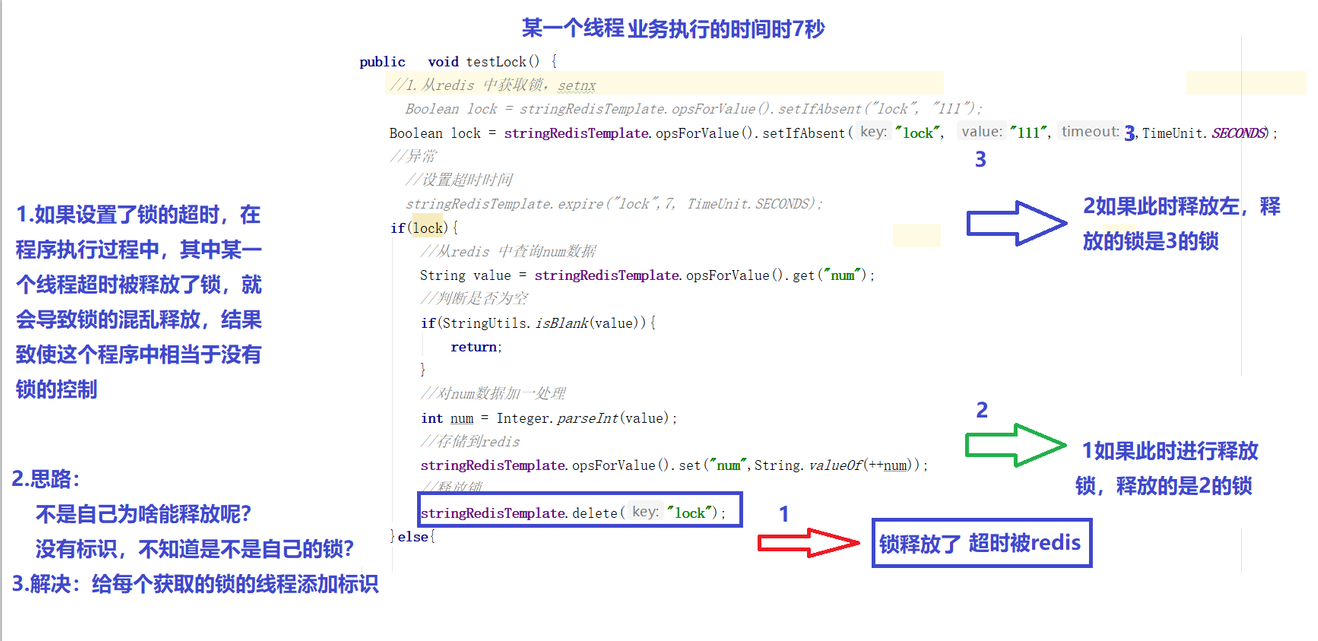 某一个线程业务执行的时间时7秒
public void testLock() {
//1.从redis 中获取锁，setnx
Boolean lock = stringRedisTemplate.opsForValue().setIfAbsent("lock", "111");
Boolean lock = stringRedisTemplate.opsForValue().setIfAbsent( key: "lock", value: "111", timeout: 3,TimeUnit.SECONDS);
//异常
3
//设置超时时间
stringRedisTemplate.expire("lock",7, TimeUnit.SECONDS);
if(lock){
//从redis 中查询num数据
String value = stringRedisTemplate.opsForValue().get("num");
//判断是否为空
if(StringUtils.isBlank(value)){
return;
}
//对num数据加一处理
int num = Integer.parseInt(value);
//存储到redis
stringRedisTemplate.opsForValue().set("num",String.valueOf(++num));
//释放锁
stringRedisTemplate.delete( key: "lock");
}else{
1.如果设置了锁的超时，在
程序执行过程中，其中某一
个线程超时被释放了锁，就
会导致锁的混乱释放，结果
致使这个程序中相当于没有
锁的控制
2.思路：
不是自己为啥能释放呢？
没有标识，不知道是不是自己的锁？
3.解决：给每个获取的锁的线程添加标识
2如果此时释放左，释
放的锁是3的锁
2
1如果此时进行释放
锁，释放的是2的锁
1
锁释放了 超时被redis